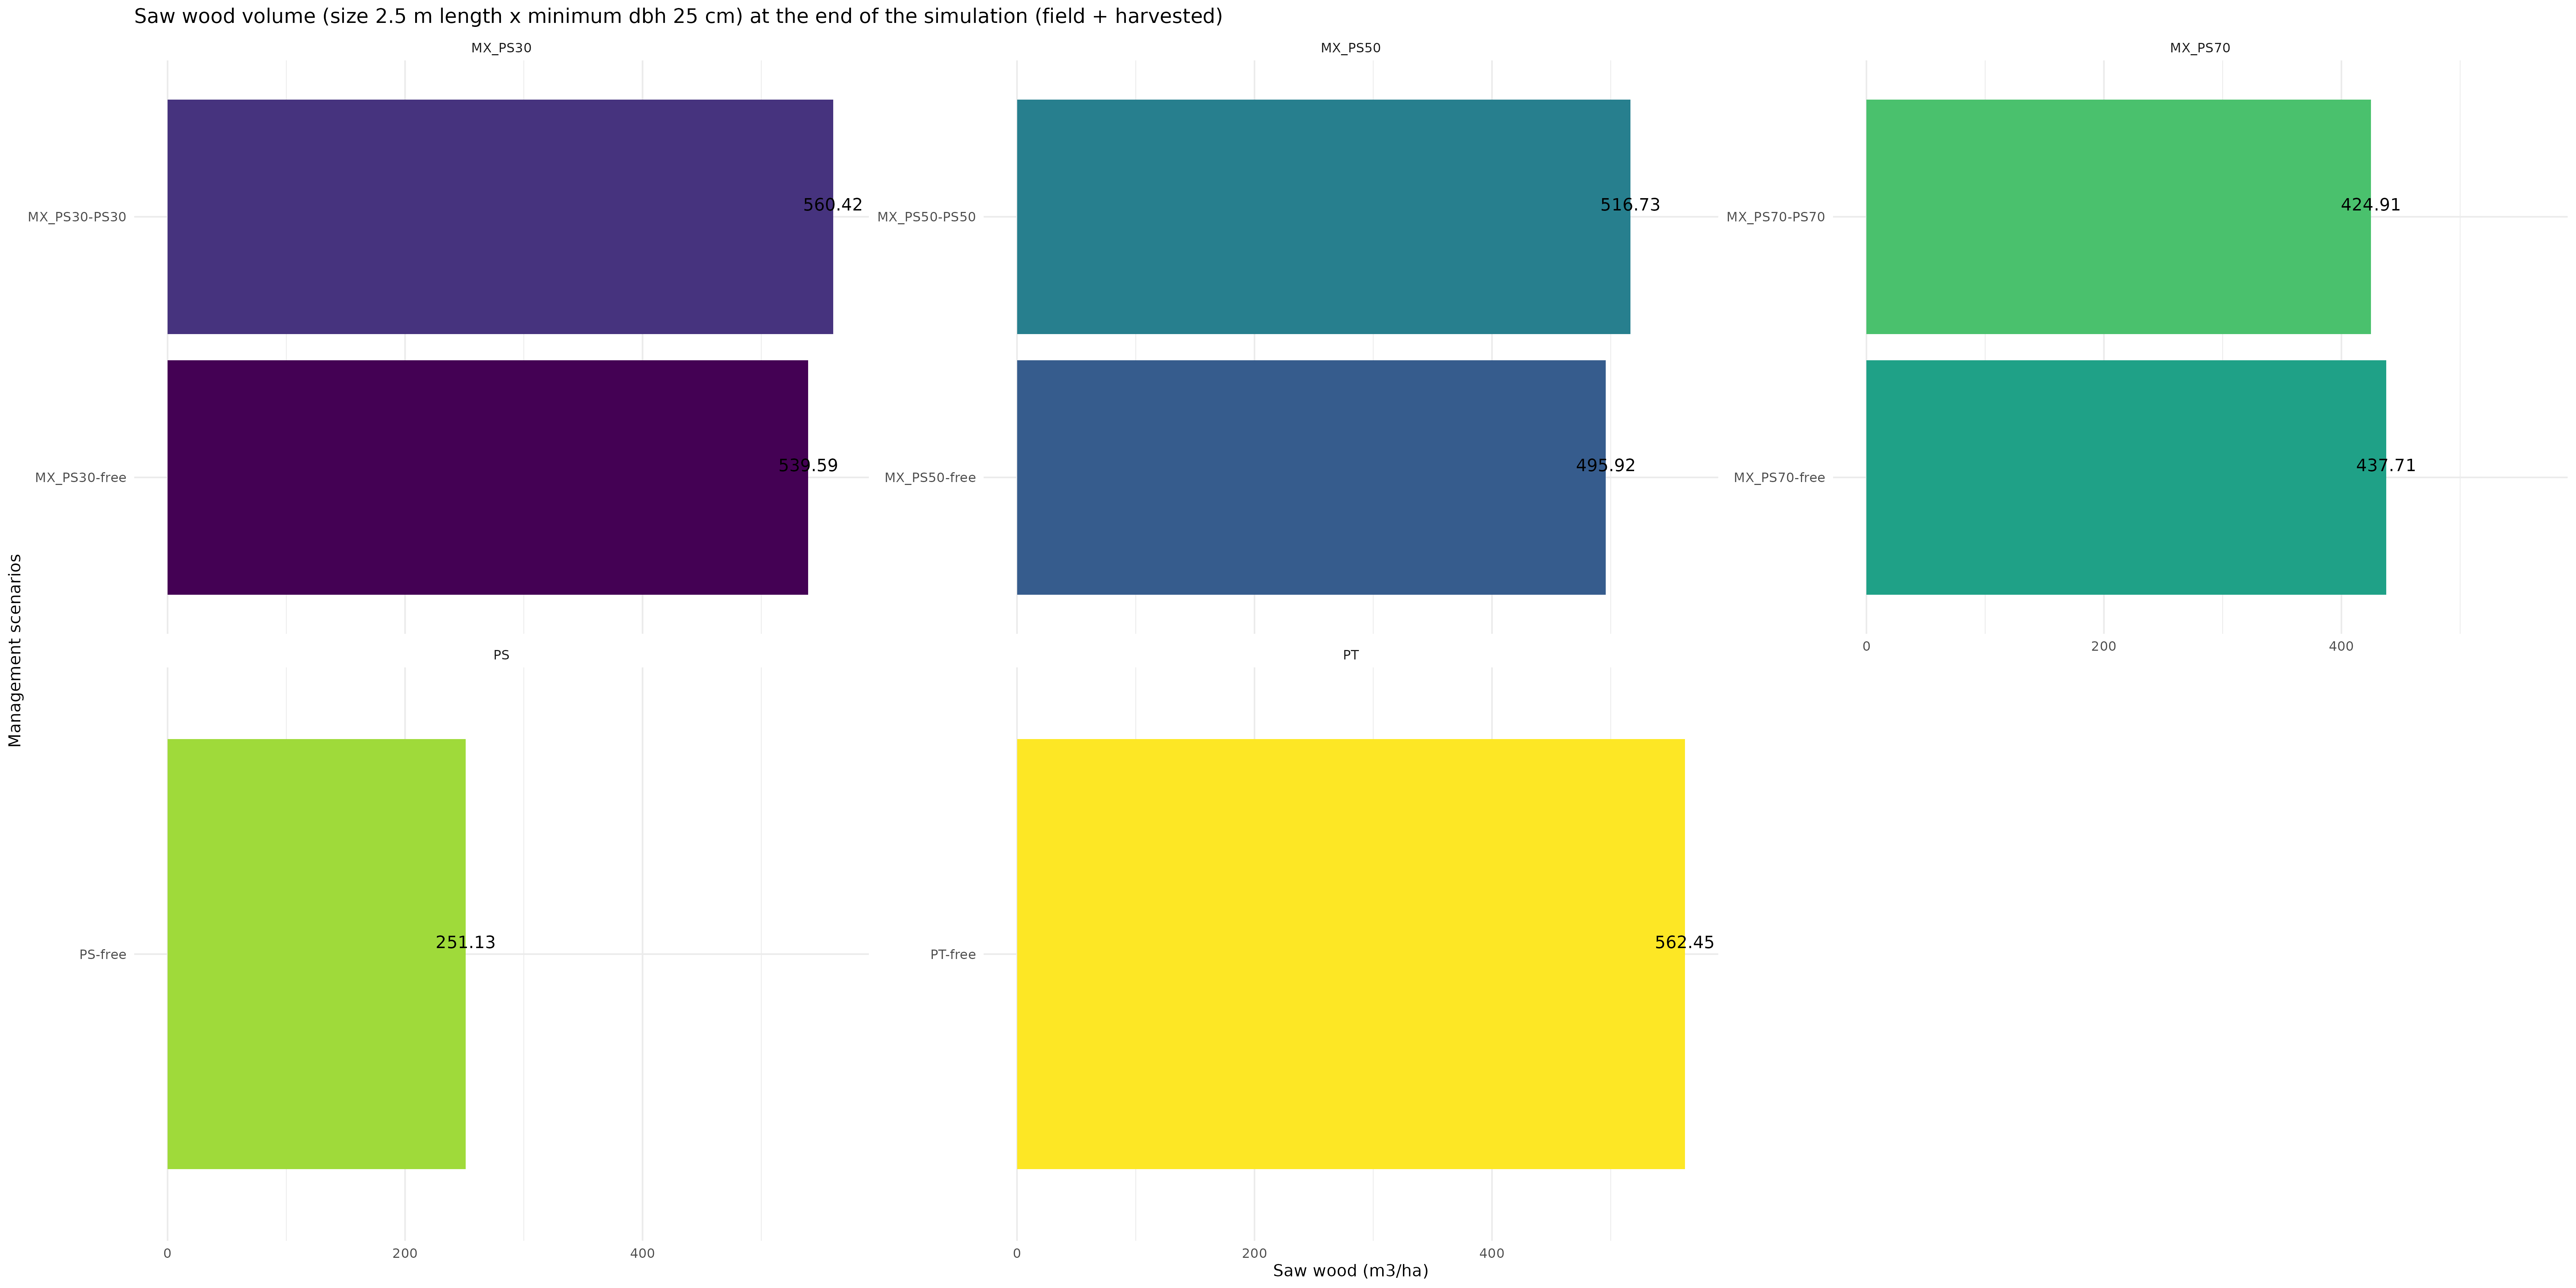 Saw wood volume (size 2.5 m length x minimum dbh 25 cm) at the end of the simulation (field + harvested)
MX_PS30
MX_PS50
MX_PS70
MX_PS30-PS30
560.42
MX_PS50-PS50
516.73
MX_PS70-PS70
424.91
MX_PS30-free
539.59
MX_PS50-free
495.92
MX_PS70-free
437.71
0
200
400
Management scenarios
PS
PT
PS-free
251.13
PT-free
562.45
0
200
400
0
200
400
Saw wood (m3/ha)